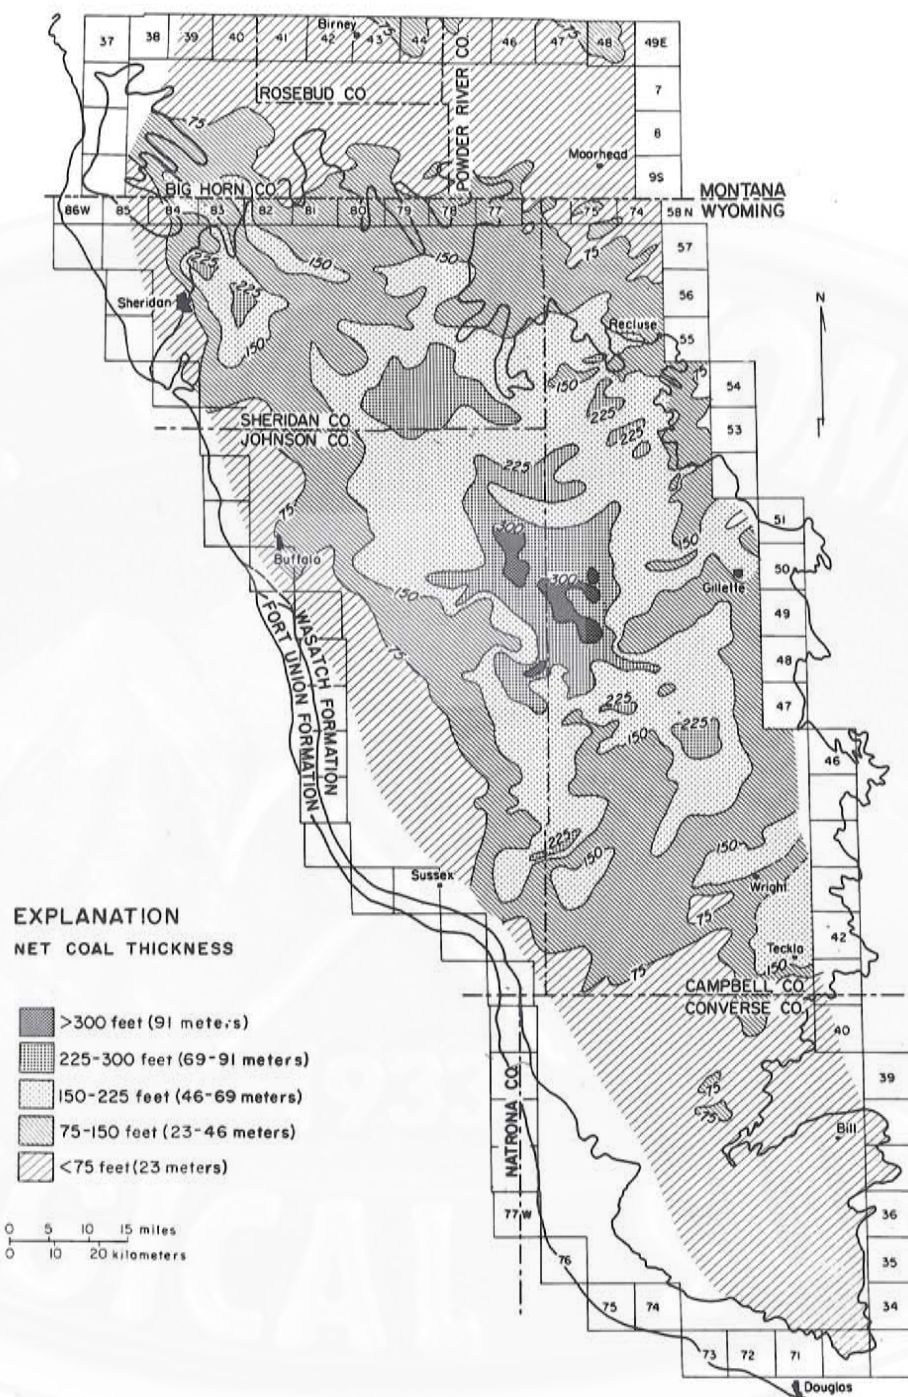 Birney
37 38 39 40 41 42 43 75 44 46 47 75 48 49E
ROSEBUD CO
POWDER RIVER CO.
7
75
8
Moorhead
9S
BIG HORN CO.
MONTANA
WYOMING
86W 85 84 83 82 81 80 79 78 77 75 74 58 N
57
75
225 150 150
Sheridan
225
56
Recluse
55
150
N
75
54
150
225
SHERIDAN CO.
JOHNSON CO.
225
53
225
75
300
51
150
50
Buffalo
300
Gillette
150
49
WASATCH FORMATION
FORT UNION FORMATION
75
48
225
47
225
150
46
225
150
150
Sussex
Wright
75
42
Teckla
75
150
CAMPBELL CO.
CONVERSE CO.
40
39
75
75
Bill
NATRONA CO.
77 W
36
76
35
75 74
34
73 72 71
Douglas
EXPLANATION
NET COAL THICKNESS
>300 feet (91 meters)
225-300 feet (69-91 meters)
150-225 feet (46-69 meters)
75-150 feet (23-46 meters)
<75 feet (23 meters)
0 5 10 15 miles
0 10 20 kilometers